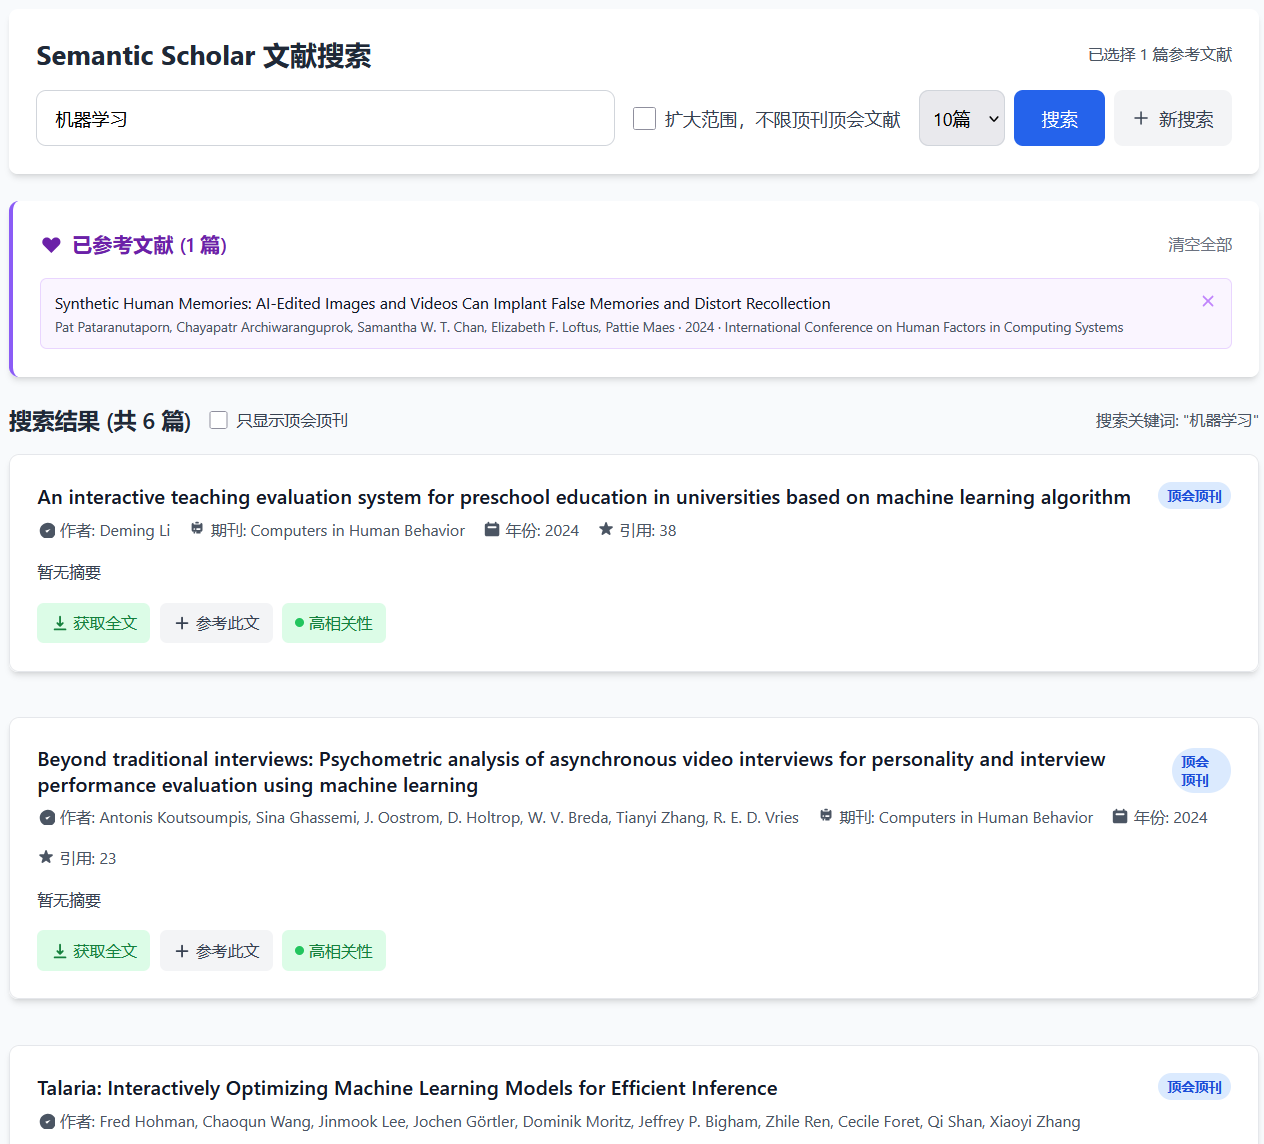 Semantic Scholar 文献搜索
已选择 1 篇参考文献
机器学习
扩大范围，不限顶刊顶会文献
10篇
搜索
新搜索
已参考文献 (1 篇)
清空全部
Synthetic Human Memories: AI-Edited Images and Videos Can Implant False Memories and Distort Recollection
Pat Pataranutaporn, Chayapatr Archiwaranguprok, Samantha W. T. Chan, Elizabeth F. Loftus, Pattie Maes · 2024 · International Conference on Human Factors in Computing Systems
搜索结果 (共 6 篇)
只显示顶会顶刊
搜索关键词: "机器学习"
An interactive teaching evaluation system for preschool education in universities based on machine learning algorithm
顶会顶刊
作者: Deming Li 期刊: Computers in Human Behavior 年份: 2024 引用: 38
暂无摘要
获取全文
参考此文
高相关性
Beyond traditional interviews: Psychometric analysis of asynchronous video interviews for personality and interview
performance evaluation using machine learning
顶会
顶刊
作者: Antonis Koutsoumpis, Sina Ghassemi, J. Oostrom, D. Holtrop, W. V. Breda, Tianyi Zhang, R. E. D. Vries 期刊: Computers in Human Behavior 年份: 2024
引用: 23
暂无摘要
获取全文
参考此文
高相关性
Talaria: Interactively Optimizing Machine Learning Models for Efficient Inference
顶会顶刊
作者: Fred Hohman, Chaoqun Wang, Jinmook Lee, Jochen Görtler, Dominik Moritz, Jeffrey P. Bigham, Zhile Ren, Cecile Foret, Qi Shan, Xiaoyi Zhang